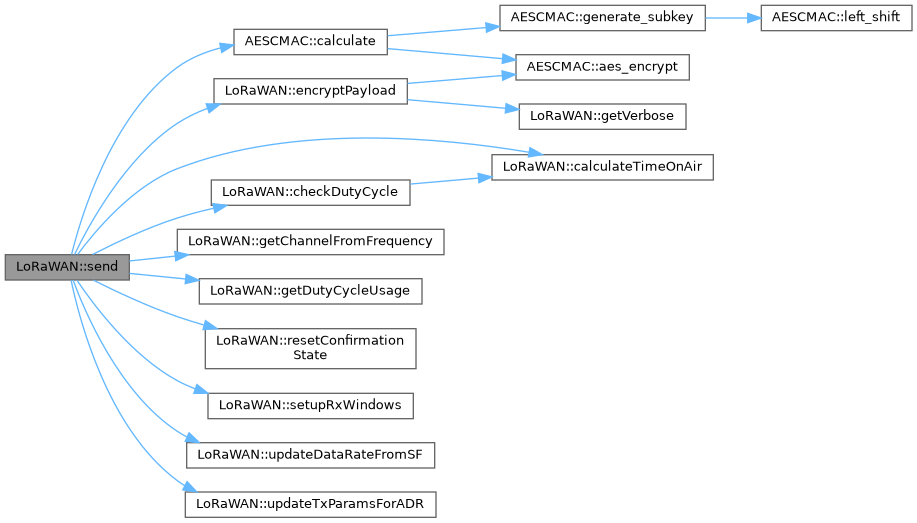 AESCMAC::generate_subkey
AESCMAC::left_shift
AESCMAC::calculate
AESCMAC::aes_encrypt
LoRaWAN::encryptPayload
LoRaWAN::getVerbose
LoRaWAN::calculateTimeOnAir
LoRaWAN::checkDutyCycle
LoRaWAN::getChannelFromFrequency
LoRaWAN::send
LoRaWAN::getDutyCycleUsage
LoRaWAN::resetConfirmation
State
LoRaWAN::setupRxWindows
LoRaWAN::updateDataRateFromSF
LoRaWAN::updateTxParamsForADR